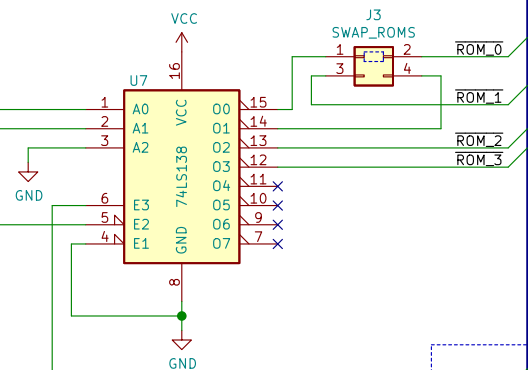 VCC
J3
SWAP_ROMS
1 2 ROM_0
3 4
ROM_1
16
U7
1 A0 VCC O0 15
2 A1 O1 14
3 A2 O2 13 ROM_2
O3 12 ROM_3
74LS138
O4 11
GND
6 E3 O5 10
5 E2 O6 9
4 E1 GND O7 7
8
GND